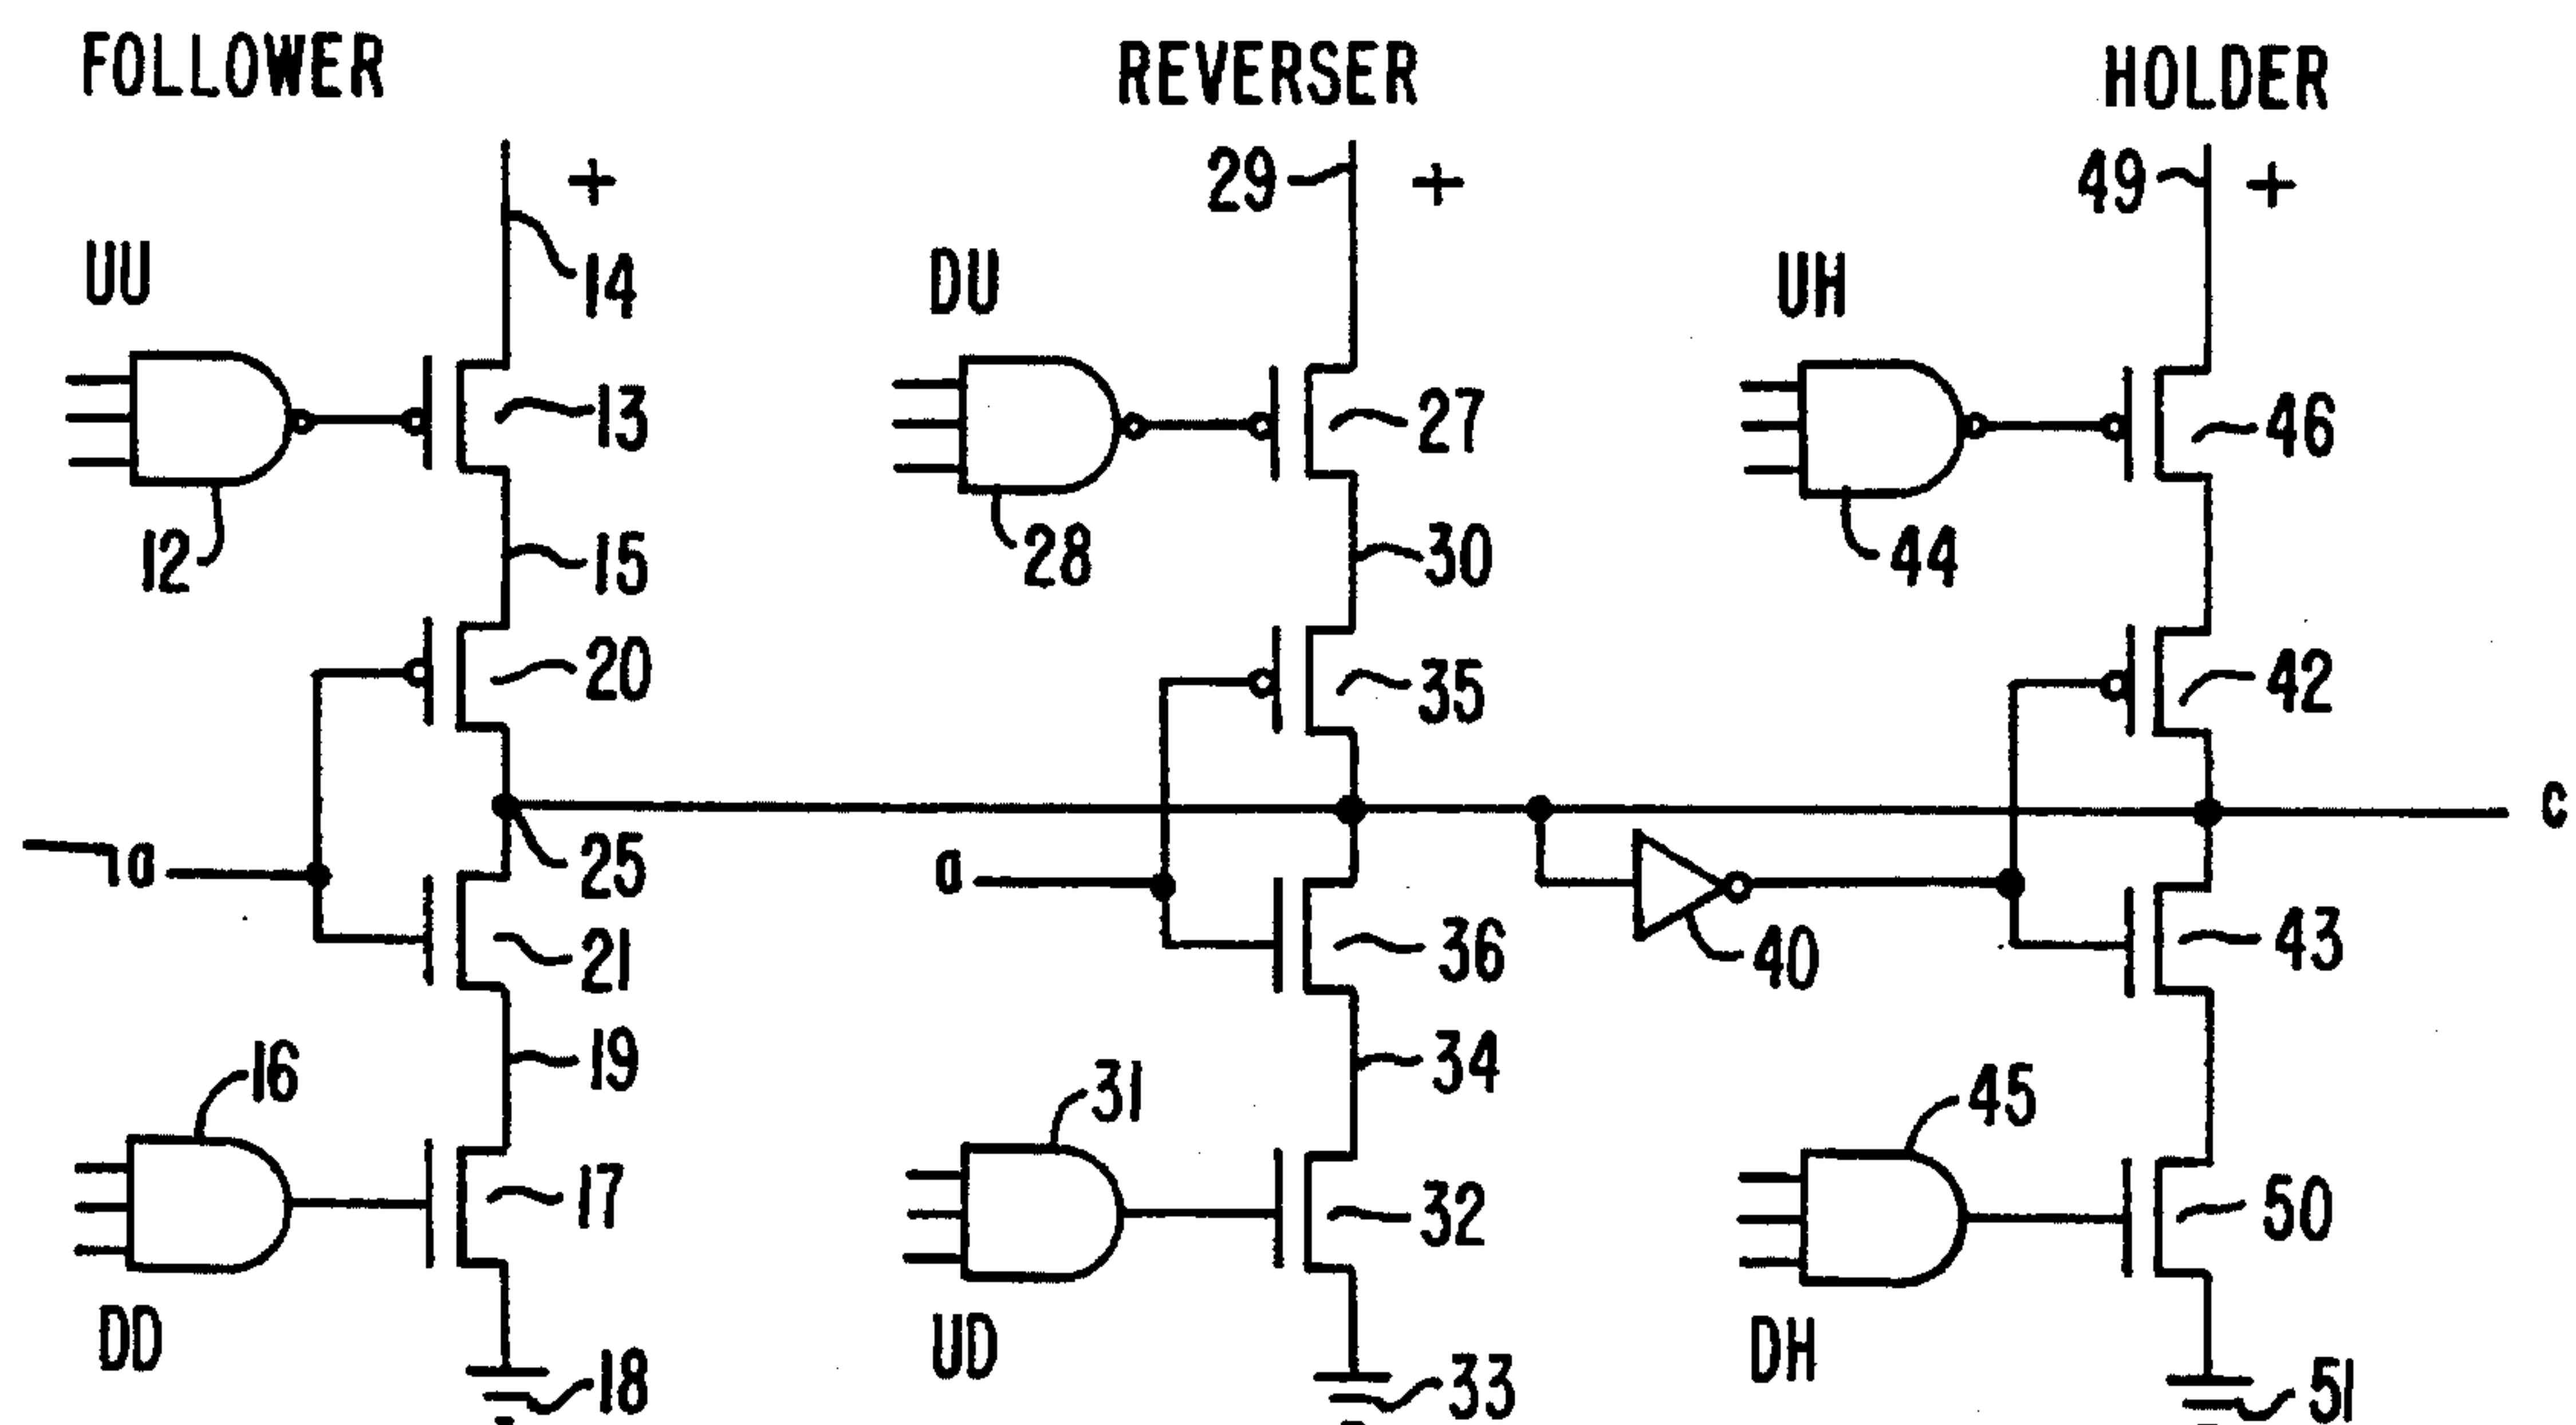 FOLLOWER REVERSER HOLDER
+ 29 + 49 +
UU 14 DU UH
13 27 46
12 15 28 30 44
20 35 42
c
¬a 25 a
21 36 40 43
19 34
16 31 45
17 32 50
DD UD DH
18 33 51